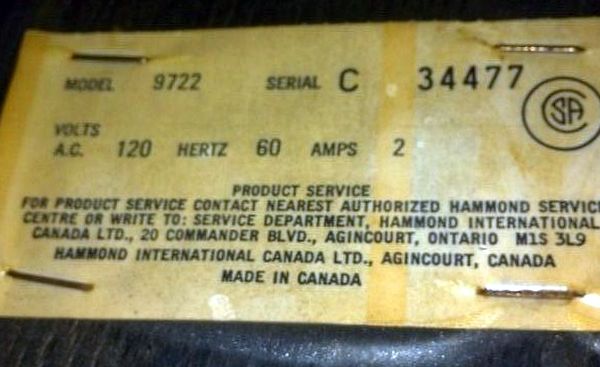 MODEL 9722 SERIAL C 34477
CSA
VOLTS
A.C. 120 HERTZ 60 AMPS 2
PRODUCT SERVICE
FOR PRODUCT SERVICE CONTACT NEAREST AUTHORIZED HAMMOND SERVIC
CENTRE OR WRITE TO: SERVICE DEPARTMENT, HAMMOND INTERNATIONAL
CANADA LTD., 20 COMMANDER BLVD., AGINCOURT, ONTARIO M1S 3L9
HAMMOND INTERNATIONAL CANADA LTD., AGINCOURT, CANADA
MADE IN CANADA